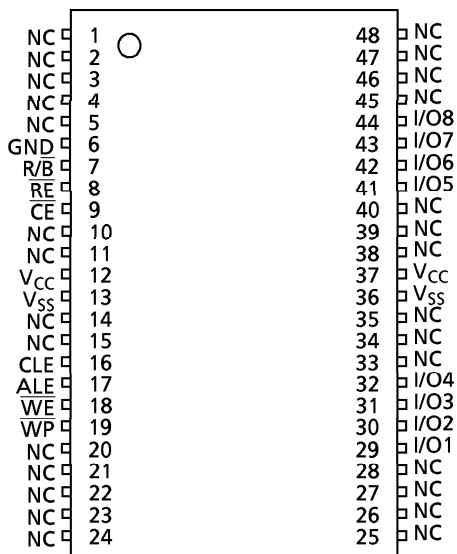 NC 1 48 NC
NC 2 47 NC
NC 3 46 NC
NC 4 45 NC
NC 5 44 I/O8
GND 6 43 I/O7
R/B̅ 7 42 I/O6
R̅E̅ 8 41 I/O5
C̅E̅ 9 40 NC
NC 10 39 NC
NC 11 38 NC
VCC 12 37 VCC
VSS 13 36 VSS
NC 14 35 NC
NC 15 34 NC
CLE 16 33 NC
ALE 17 32 I/O4
W̅E̅ 18 31 I/O3
W̅P̅ 19 30 I/O2
NC 20 29 I/O1
NC 21 28 NC
NC 22 27 NC
NC 23 26 NC
NC 24 25 NC